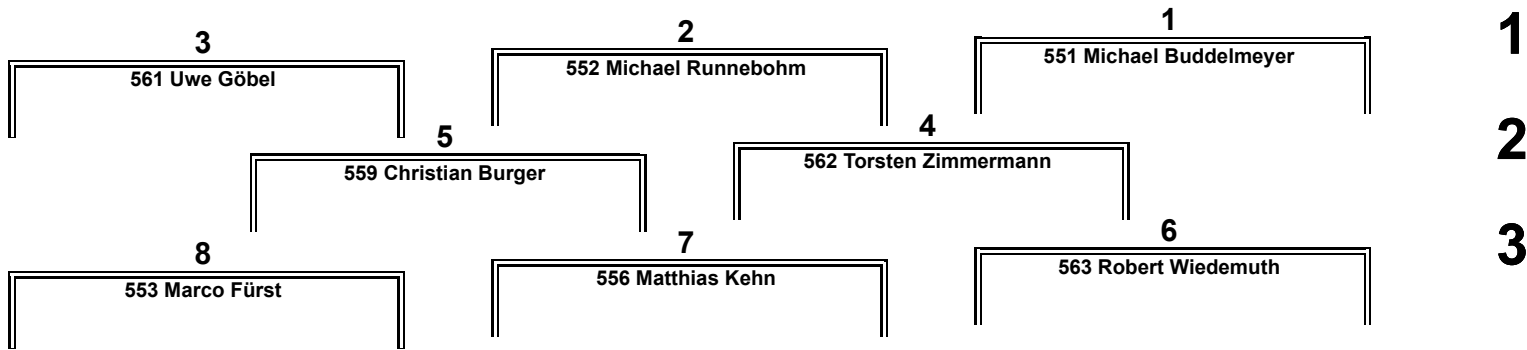 3 2 1 1
561 Uwe Göbel 552 Michael Runnebohm 551 Michael Buddelmeyer
5 4 2
559 Christian Burger 562 Torsten Zimmermann
8 7 6 3
553 Marco Fürst 556 Matthias Kehn 563 Robert Wiedemuth